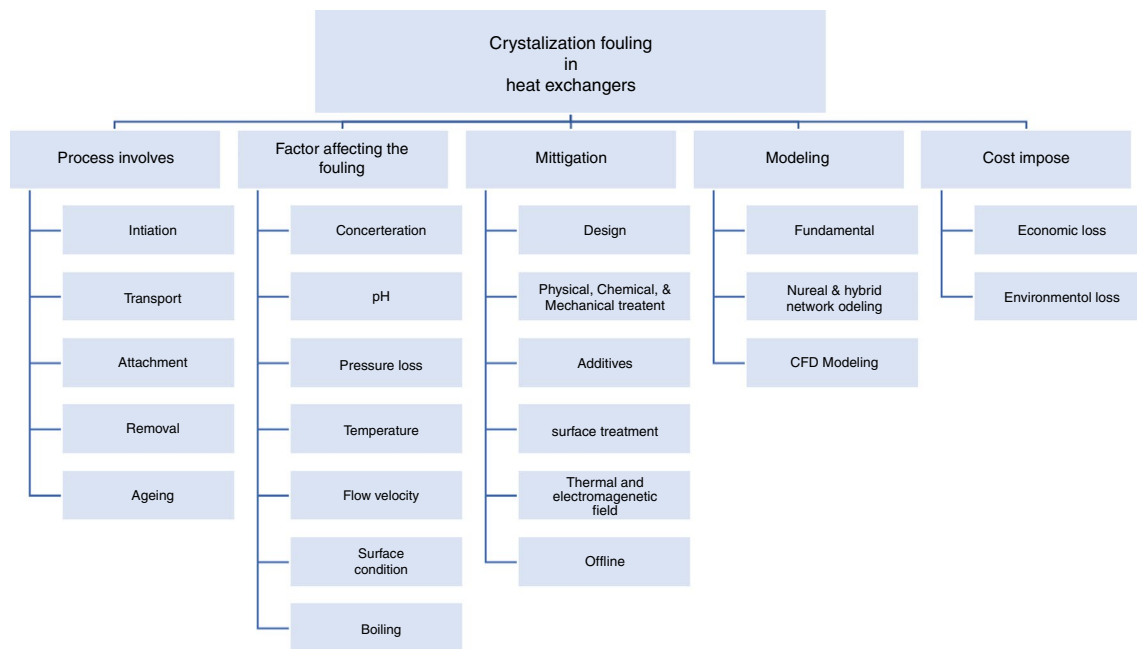 Crystalization fouling
in
heat exchangers
Process involves
Factor affecting the
fouling
Mittigation
Modeling
Cost impose
Intiation
Transport
Attachment
Removal
Ageing
Concerteration
pH
Pressure loss
Temperature
Flow velocity
Surface
condition
Boiling
Design
Physical, Chemical, &
Mechanical treatent
Additives
surface treatment
Thermal and
electromagenetic
field
Offline
Fundamental
Nureal & hybrid
network odeling
CFD Modeling
Economic loss
Environmentol loss